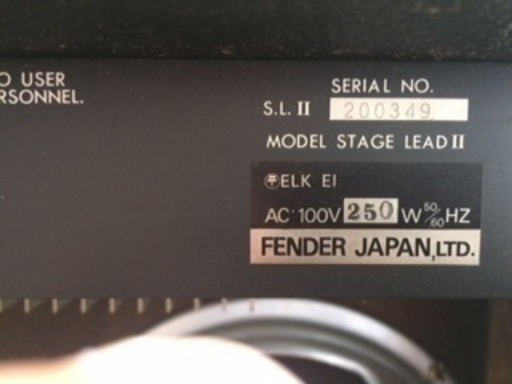 O USER
RSONNEL.
SERIAL NO.
S.L. II 200349
MODEL STAGE LEAD II
〒ELK EI
AC 100V 250 W 50/60 HZ
FENDER JAPAN, LTD.